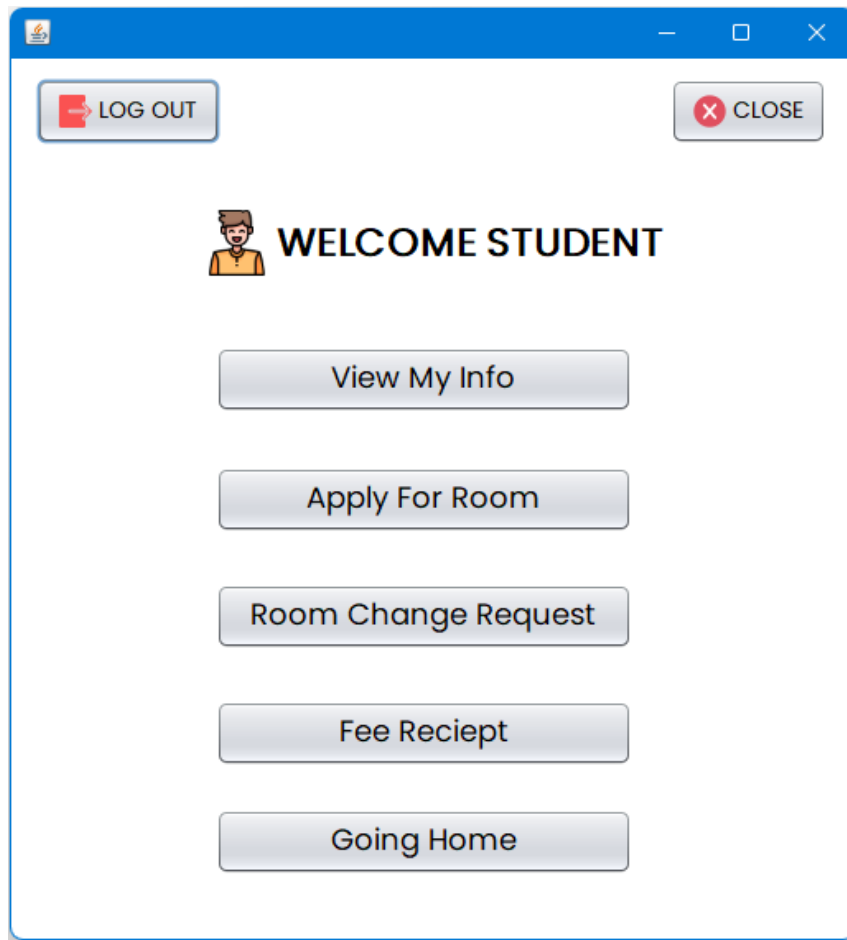 LOG OUT
CLOSE
WELCOME STUDENT
View My Info
Apply For Room
Room Change Request
Fee Reciept
Going Home